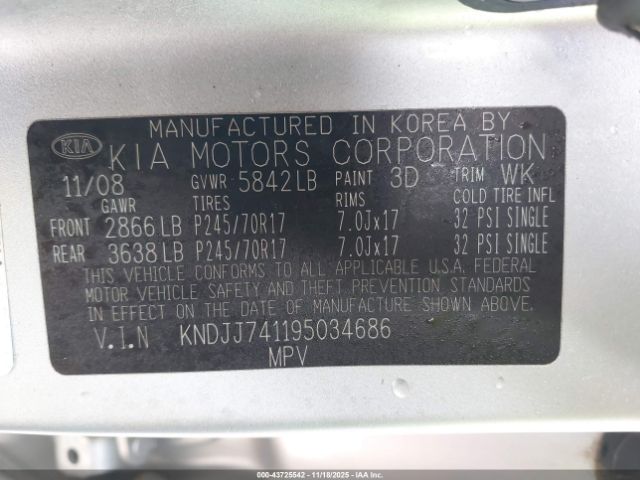 MANUFACTURED IN KOREA BY
KIA KIA MOTORS CORPORATION
11/08 GVWR 5842LB PAINT 3D TRIM WK
GAWR TIRES RIMS COLD TIRE INFL
FRONT 2866LB P245/70R17 7.0Jx17 32 PSI SINGLE
REAR 3638LB P245/70R17 7.0Jx17 32 PSI SINGLE
THIS VEHICLE CONFORMS TO ALL APPLICABLE U.S.A. FEDERAL
MOTOR VEHICLE SAFETY AND THEFT PREVENTION STANDARDS
IN EFFECT ON THE DATE OF MANUFACTURE SHOWN ABOVE.
V.I.N KNDJJ741195034686
MPV
000-43725542 - 11/18/2025 - IAAI.COM